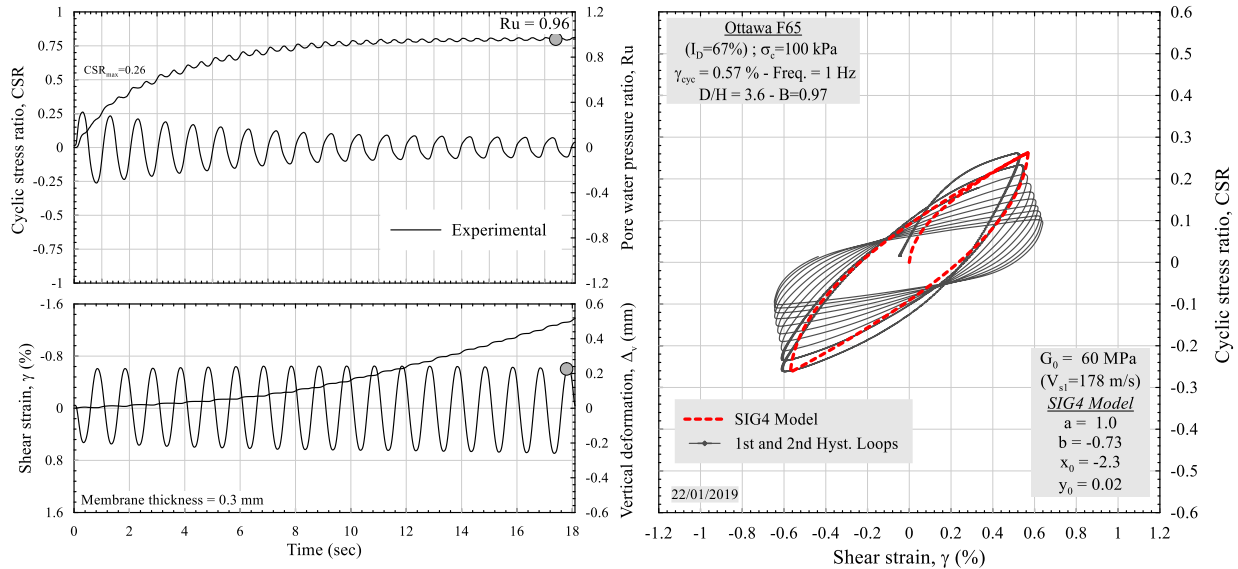 Cyclic stress ratio, CSR
1
0.75
0.5
0.25
0
-0.25
-0.5
-0.75
-1
Ru = 0.96
CSRmax=0.26
Experimental
1.2
0.8
0.4
0
-0.4
-0.8
-1.2
Pore water pressure ratio, Ru
Shear strain, γ (%)
-1.6
-0.8
0
0.8
1.6
Membrane thickness = 0.3 mm
0.6
0.4
0.2
0
-0.2
-0.4
-0.6
Vertical deformation, Δv (mm)
0 2 4 6 8 10 12 14 16 18
Time (sec)
Ottawa F65
(ID=67%) ; σc=100 kPa
γcyc = 0.57 % - Freq. = 1 Hz
D/H = 3.6 - B=0.97
SIG4 Model
1st and 2nd Hyst. Loops
22/01/2019
G0 = 60 MPa
(Vs1=178 m/s)
SIG4 Model
a = 1.0
b = -0.73
x0 = -2.3
y0 = 0.02
0.6
0.5
0.4
0.3
0.2
0.1
0
-0.1
-0.2
-0.3
-0.4
-0.5
-0.6
Cyclic stress ratio, CSR
-1.2 -1 -0.8 -0.6 -0.4 -0.2 0 0.2 0.4 0.6 0.8 1 1.2
Shear strain, γ (%)